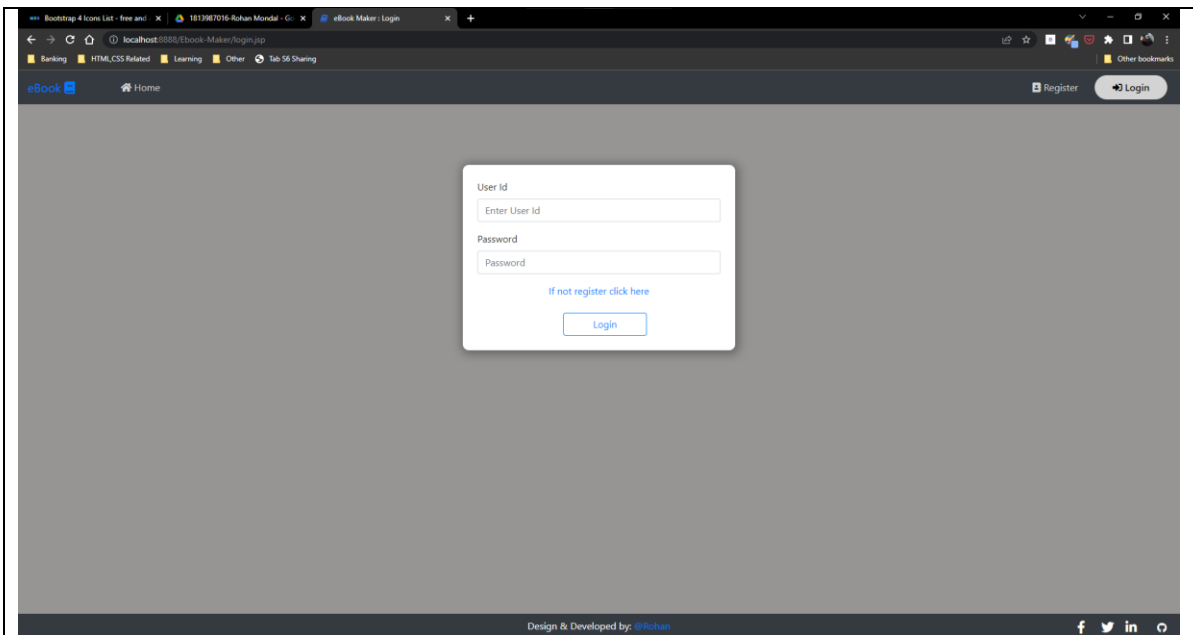 Bootstrap 4 Icons List - free and
1813987016-Rohan Mondal - Go
eBook Maker : Login
localhost:8888/Ebook-Maker/login.jsp
Banking HTML,CSS Related Learning Other Tab S6 Sharing Other bookmarks
eBook Home Register Login
User Id
Enter User Id
Password
Password
If not register click here
Login
Design & Developed by: @Rohan